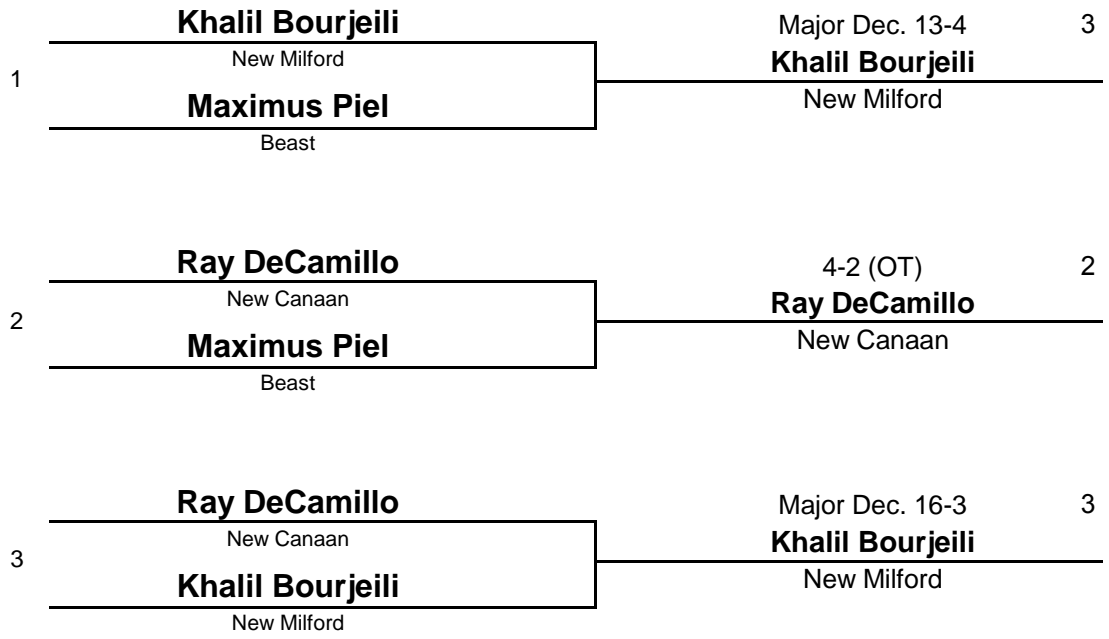 Khalil Bourjeili
New Milford
1
Maximus Piel
Beast
Major Dec. 13-4 3
Khalil Bourjeili
New Milford
Ray DeCamillo
New Canaan
2
Maximus Piel
Beast
4-2 (OT) 2
Ray DeCamillo
New Canaan
Ray DeCamillo
New Canaan
3
Khalil Bourjeili
New Milford
Major Dec. 16-3 3
Khalil Bourjeili
New Milford